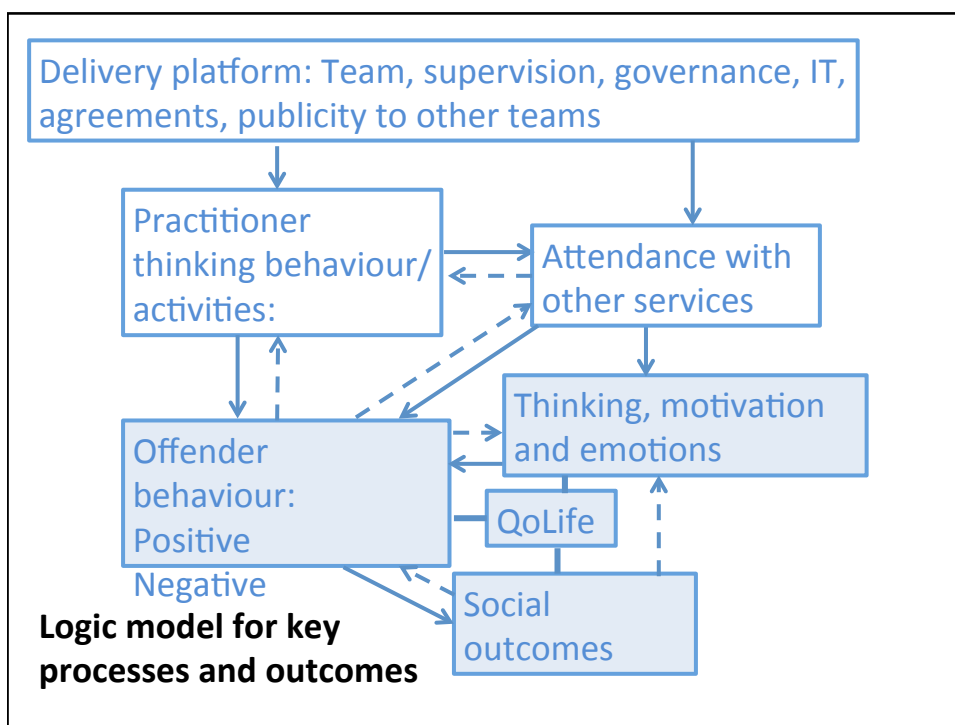 Delivery platform: Team, supervision, governance, IT,
agreements, publicity to other teams
Practitioner
thinking behaviour/
activities:
Attendance with
other services
Thinking, motivation
and emotions
Offender
behaviour:
Positive
Negative
QoLife
Social
outcomes
Logic model for key
processes and outcomes